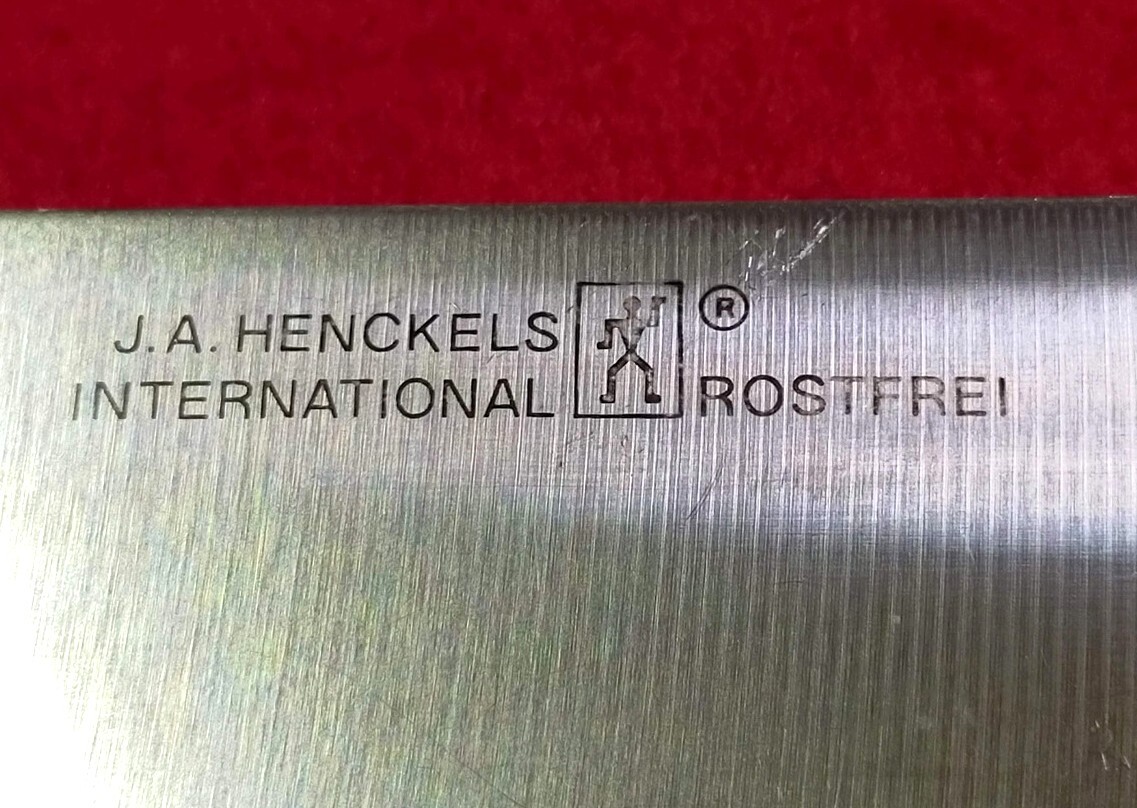 J.A. HENCKELS ®
INTERNATIONAL ROSTFREI